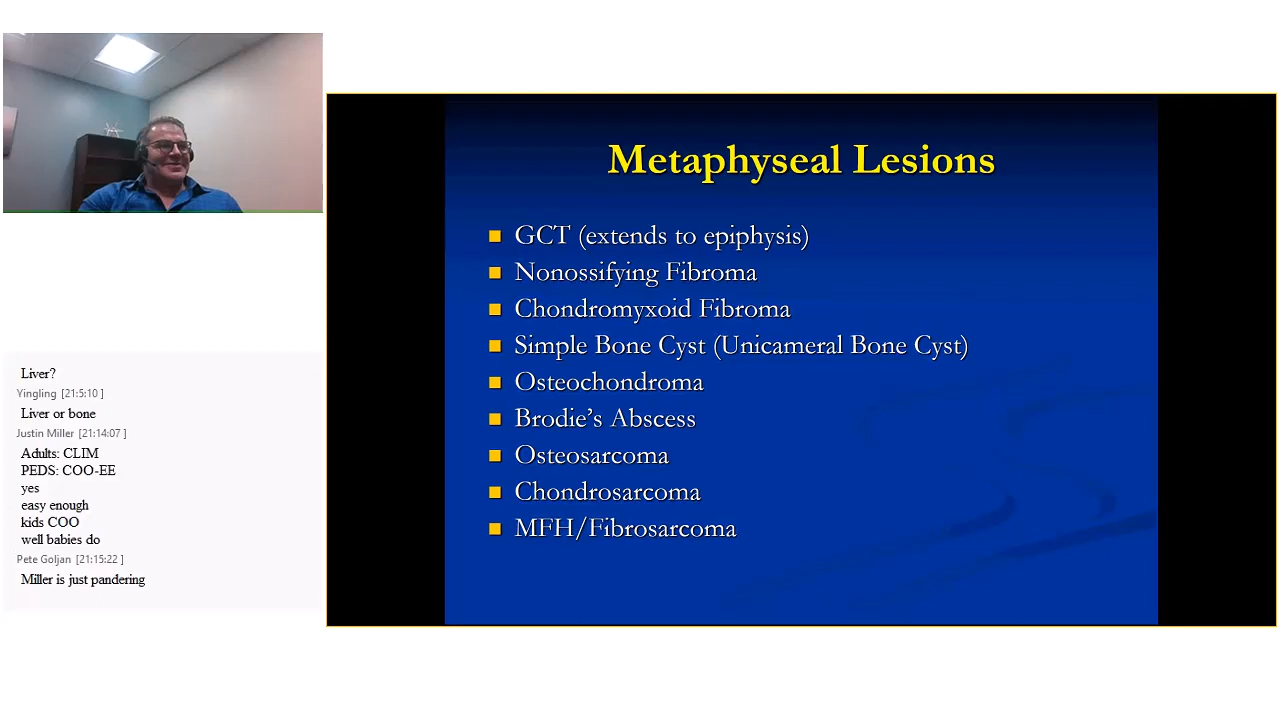 Metaphyseal Lesions
GCT (extends to epiphysis)
Nonossifying Fibroma
Chondromyxoid Fibroma
Simple Bone Cyst (Unicameral Bone Cyst)
Osteochondroma
Brodie’s Abscess
Osteosarcoma
Chondrosarcoma
MFH/Fibrosarcoma
Liver?
Yingling [21:5:10 ]
Liver or bone
Justin Miller [21:14:07 ]
Adults: CLIM
PEDS: COO-EE
yes
easy enough
kids COO
well babies do
Pete Goljan [21:15:22 ]
Miller is just pandering